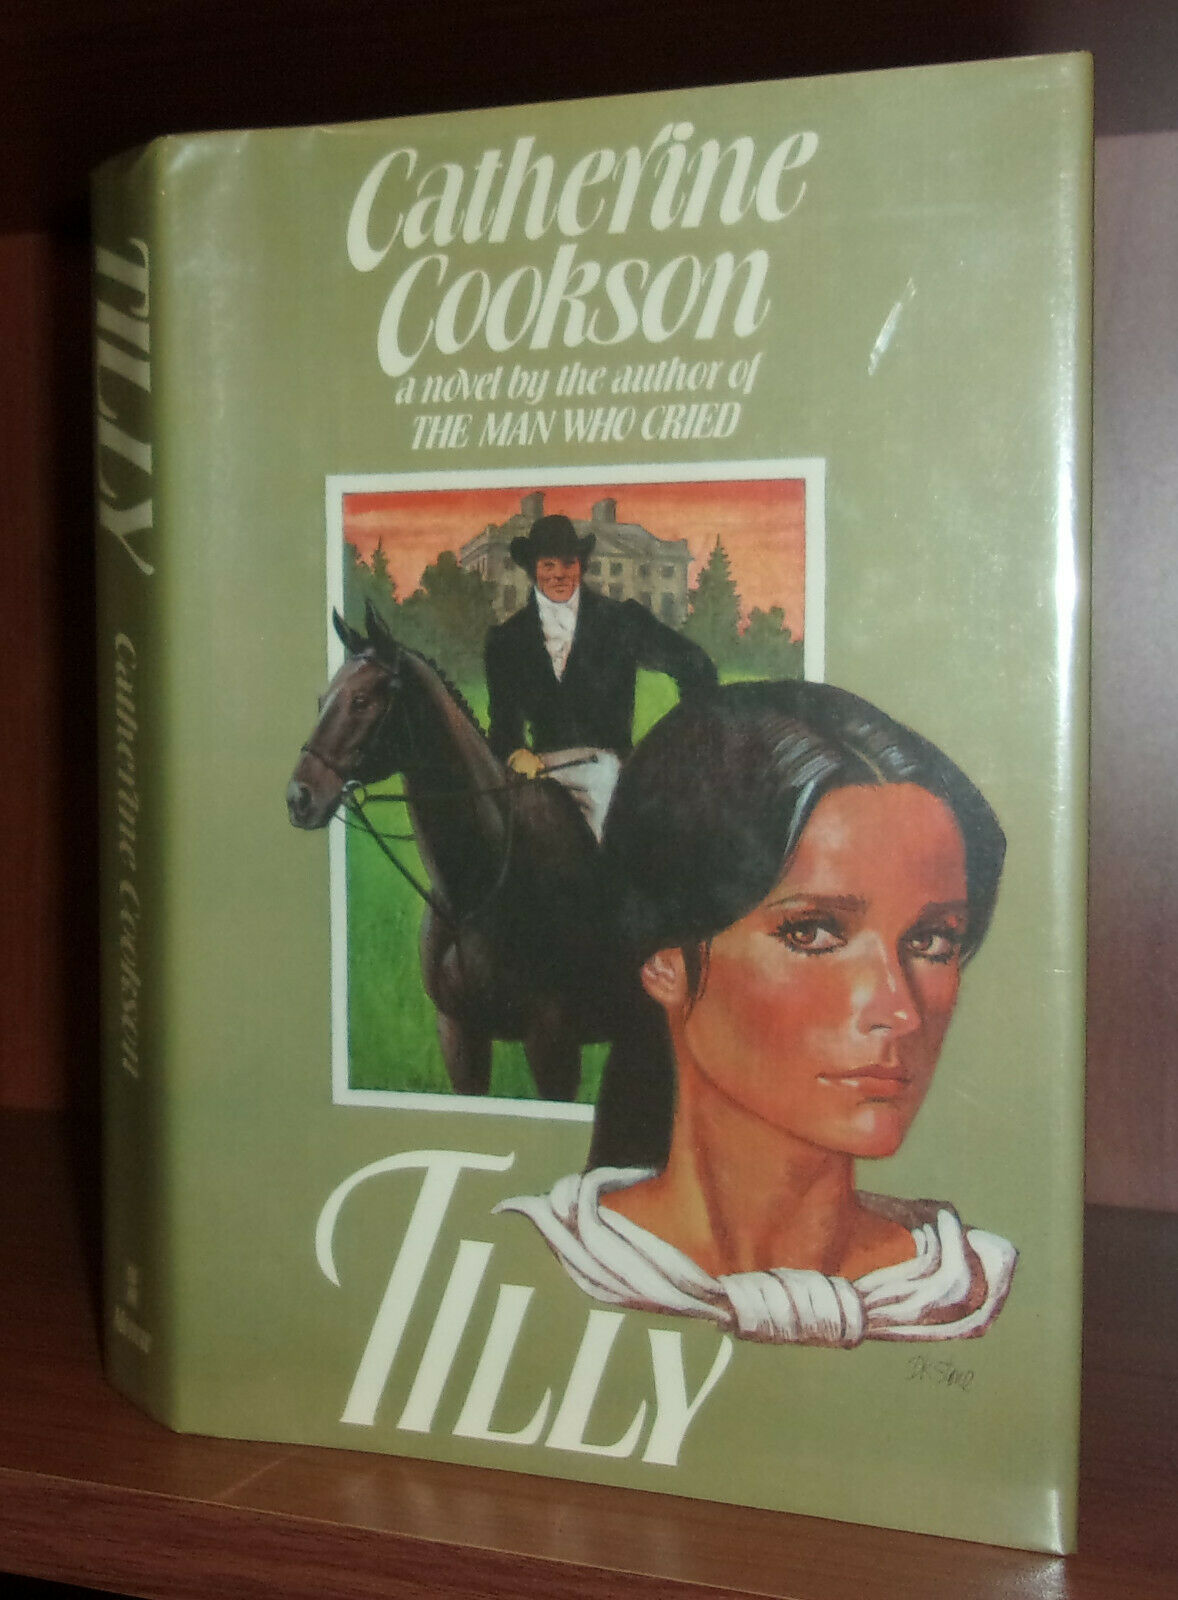 Catherine
Cookson
a novel by the author of
THE MAN WHO CRIED
TILLY
TILLY Catherine Cookson